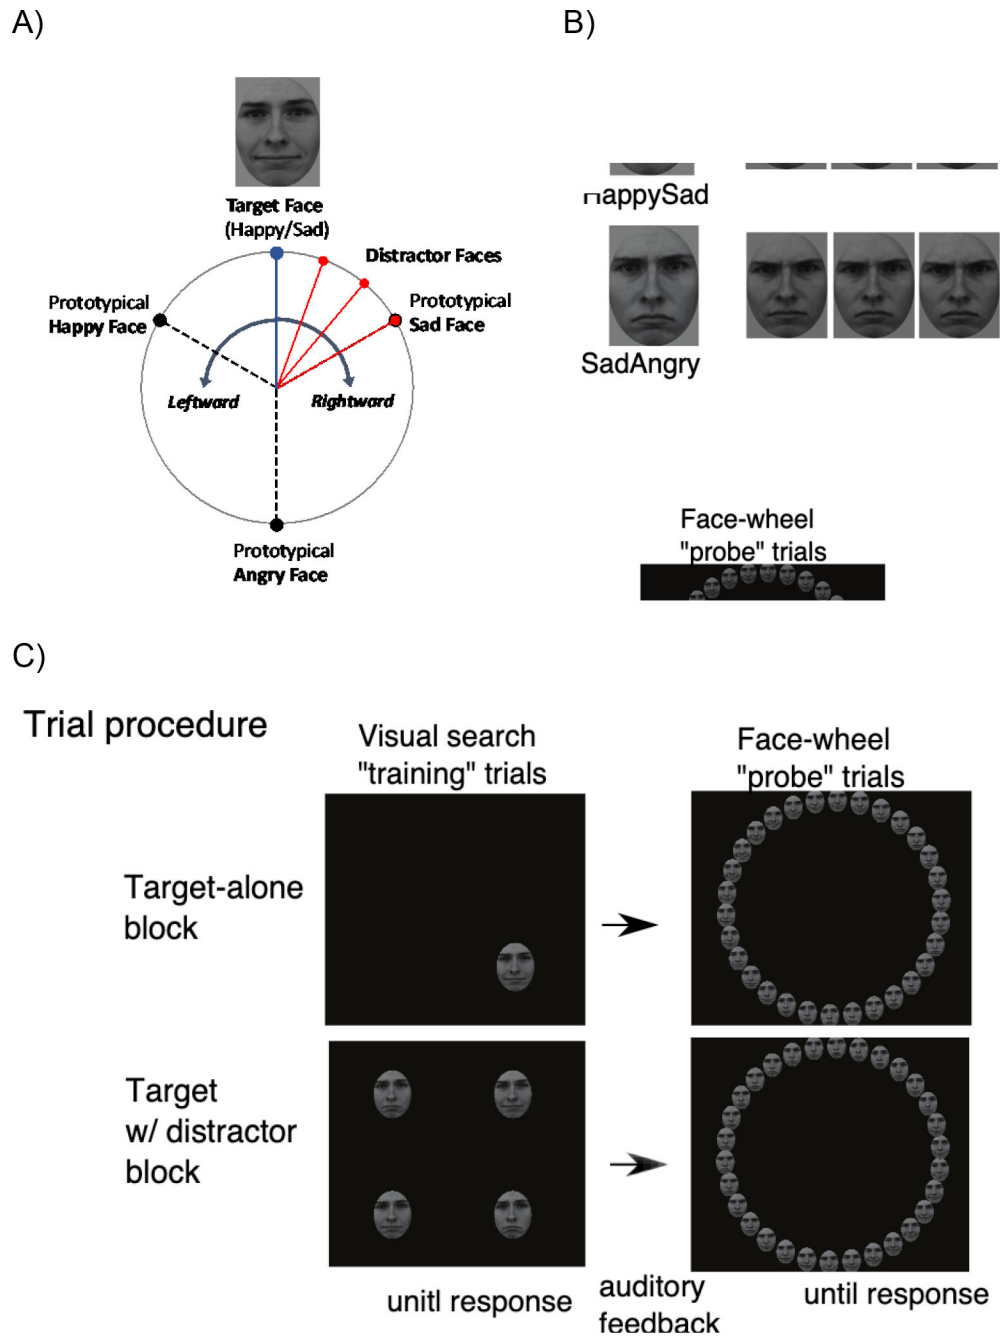 A)
B)
Target Face
(Happy/Sad)
Distractor Faces
Prototypical
Happy Face
Prototypical
Sad Face
Leftward
Rightward
Prototypical
Angry Face
HappySad
SadAngry
Face-wheel
"probe" trials
C)
Trial procedure
Visual search
"training" trials
Face-wheel
"probe" trials
Target-alone
block
Target
w/ distractor
block
unitl response
auditory
feedback
until response